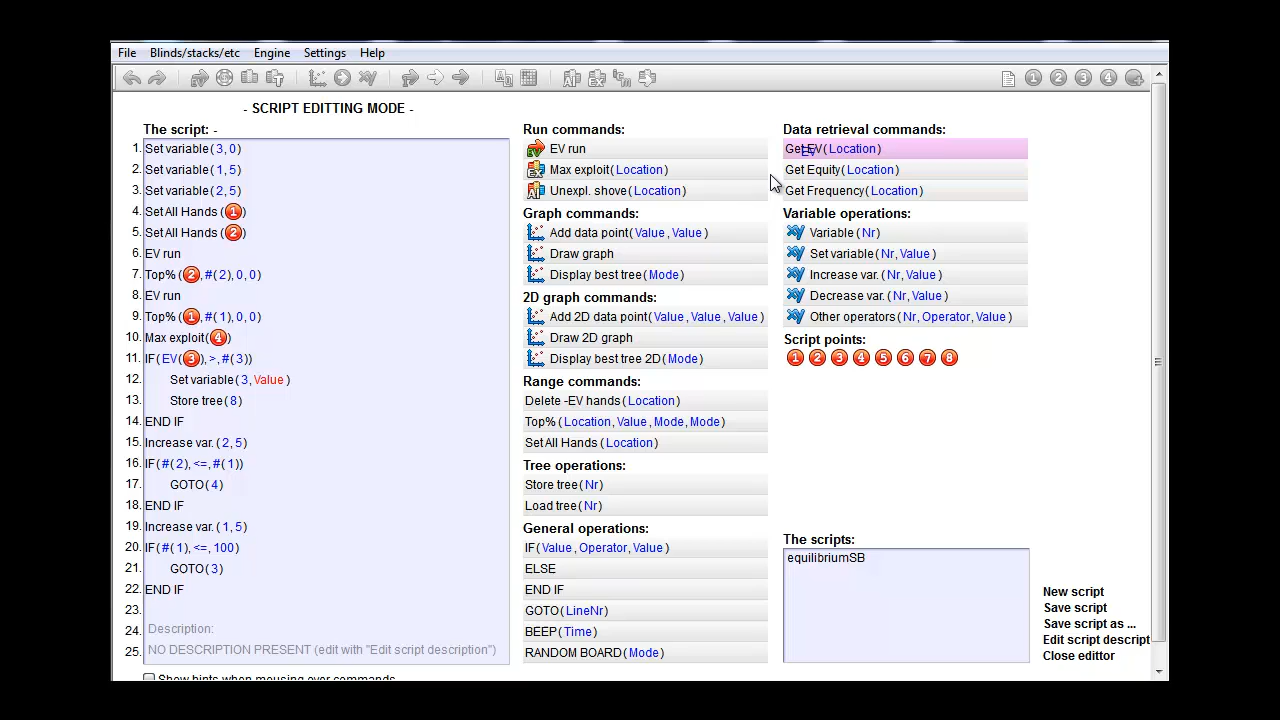 File Blinds/stacks/etc Engine Settings Help
1 2 3 4
- SCRIPT EDITTING MODE -
The script: -
1. Set variable(3,0)
2. Set variable(1,5)
3. Set variable(2,5)
4. Set All Hands(1)
5. Set All Hands(2)
6. EV run
7. Top%(2,#(2),0,0)
8. EV run
9. Top%(1,#(1),0,0)
10. Max exploit(4)
11. IF(EV(3),>,#(3))
12. Set variable(3,Value)
13. Store tree(8)
14. END IF
15. Increase var.(2,5)
16. IF(#(2),<=,#(1))
17. GOTO(4)
18. END IF
19. Increase var.(1,5)
20. IF(#(1),<=,100)
21. GOTO(3)
22. END IF
23.
24. Description:
25. NO DESCRIPTION PRESENT (edit with "Edit script description")
Show hints when mousing over commands
Run commands:
EV run
Max exploit(Location)
Unexpl. shove(Location)
Graph commands:
Add data point(Value,Value)
Draw graph
Display best tree(Mode)
2D graph commands:
Add 2D data point(Value,Value,Value)
Draw 2D graph
Display best tree 2D(Mode)
Range commands:
Delete -EV hands(Location)
Top%(Location,Value,Mode,Mode)
Set All Hands(Location)
Tree operations:
Store tree(Nr)
Load tree(Nr)
General operations:
IF(Value,Operator,Value)
ELSE
END IF
GOTO(LineNr)
BEEP(Time)
RANDOM BOARD(Mode)
Data retrieval commands:
Get EV(Location)
EV
Get Equity(Location)
Get Frequency(Location)
Variable operations:
Variable(Nr)
Set variable(Nr,Value)
Increase var.(Nr,Value)
Decrease var.(Nr,Value)
Other operators(Nr,Operator,Value)
Script points:
1 2 3 4 5 6 7 8
The scripts:
equilibriumSB
New script
Save script
Save script as ...
Edit script descript
Close edittor